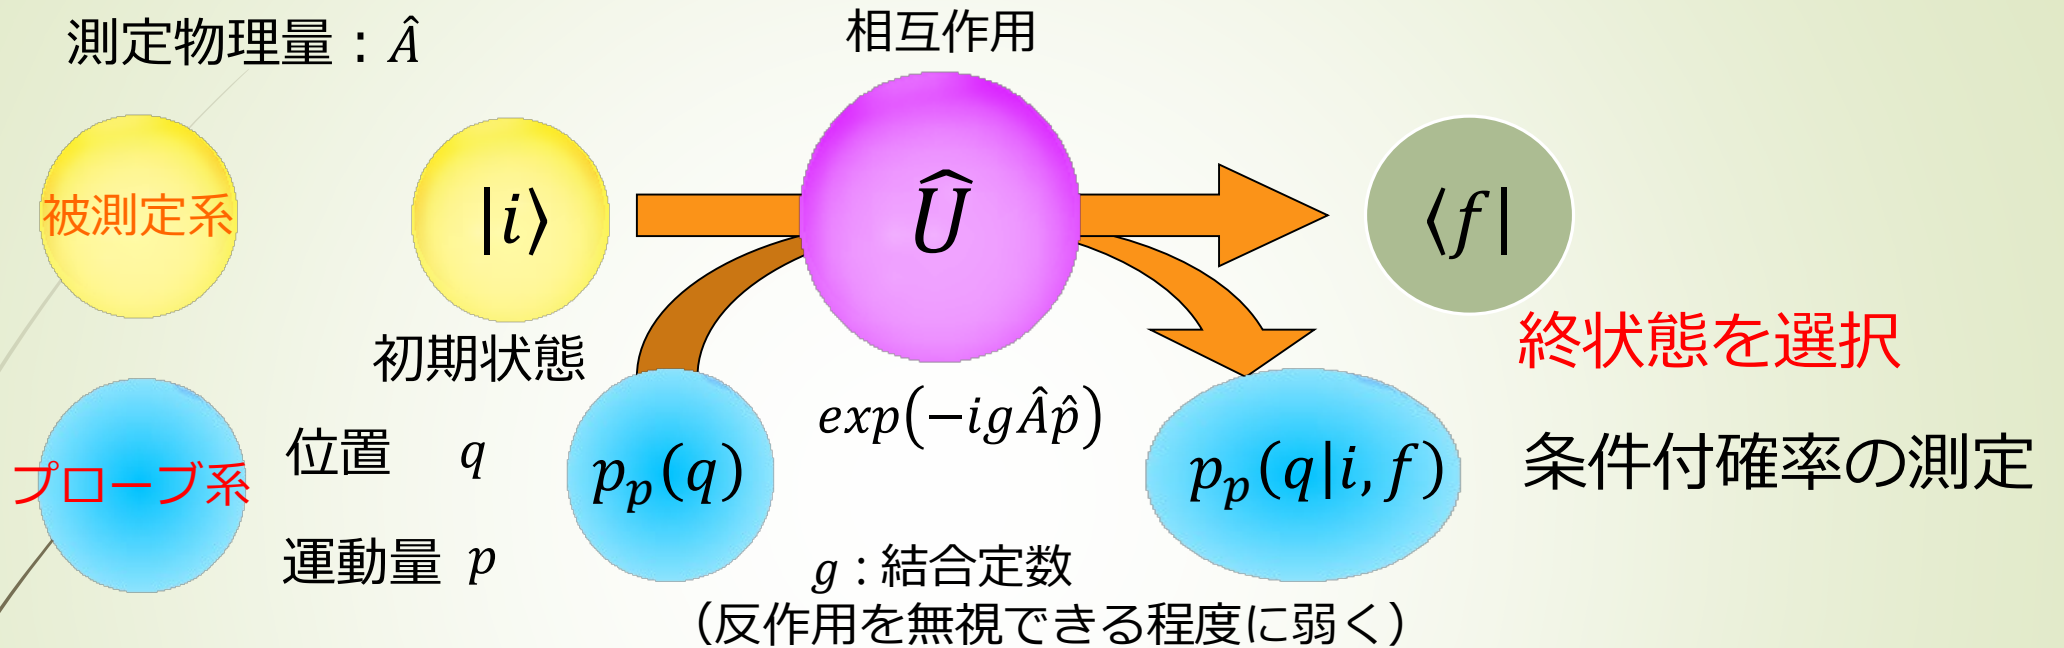 測定物理量：Â
相互作用
被測定系
|i⟩
Û
⟨f|
初期状態
終状態を選択
プローブ系
位置 q
運動量 p
p_p(q)
exp(−igÂp̂)
p_p(q|i, f)
条件付確率の測定
g：結合定数
（反作用を無視できる程度に弱く）